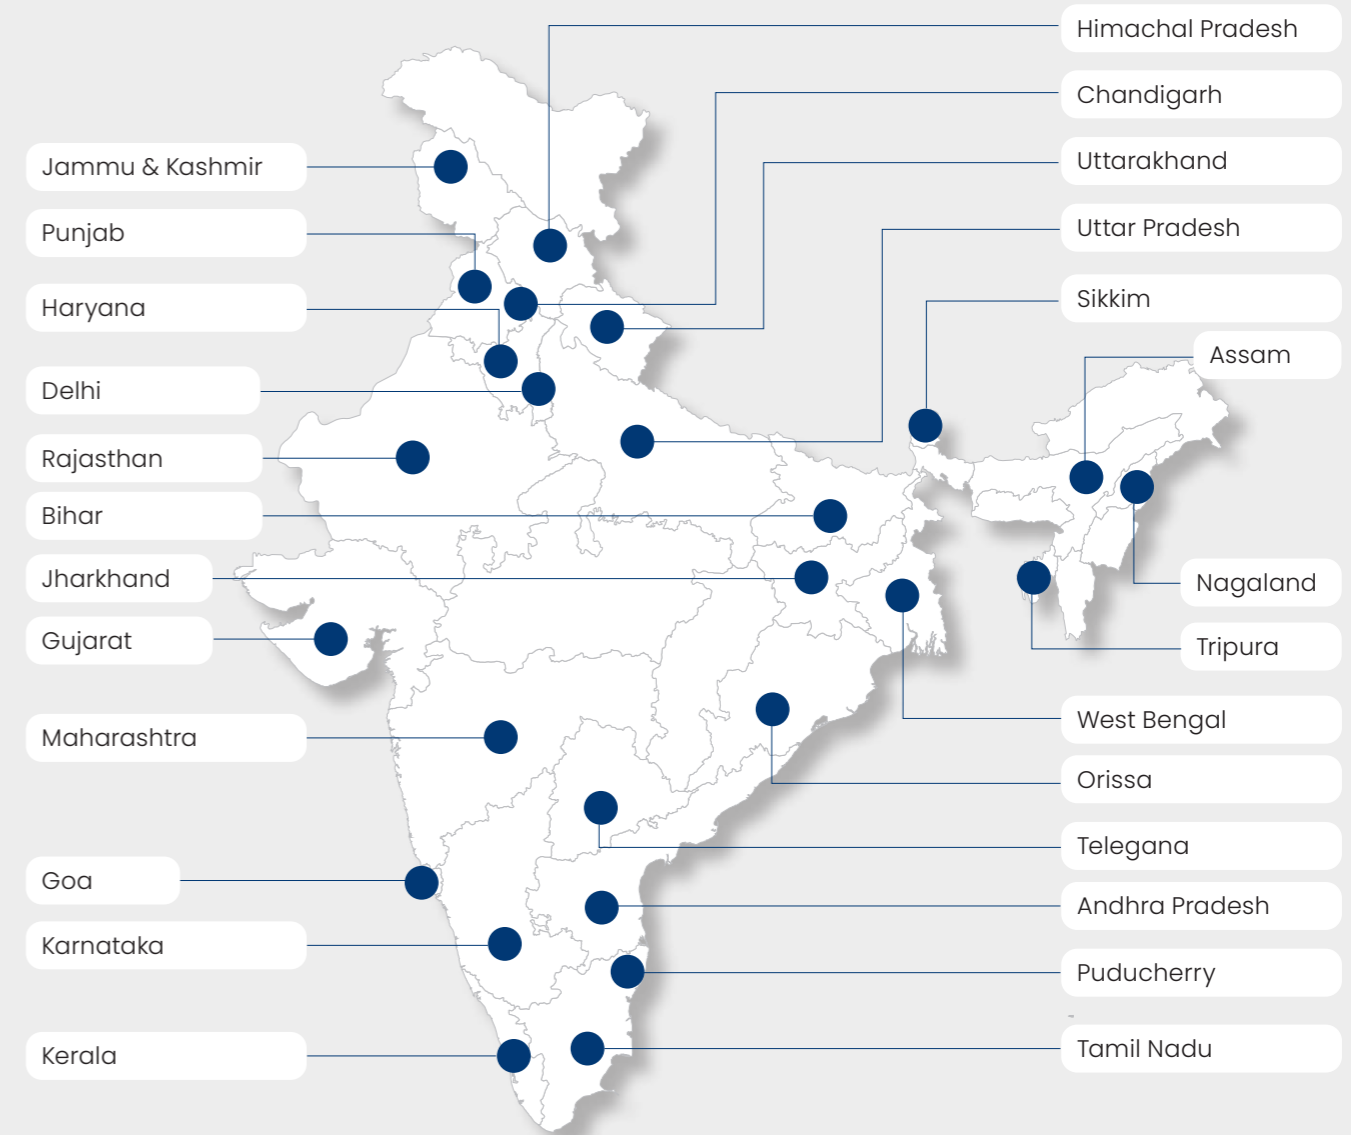 Himachal Pradesh
Chandigarh
Jammu & Kashmir
Uttarakhand
Punjab
Uttar Pradesh
Haryana
Sikkim
Assam
Delhi
Rajasthan
Bihar
Jharkhand
Nagaland
Gujarat
Tripura
West Bengal
Maharashtra
Orissa
Telegana
Goa
Andhra Pradesh
Karnataka
Puducherry
Kerala
Tamil Nadu